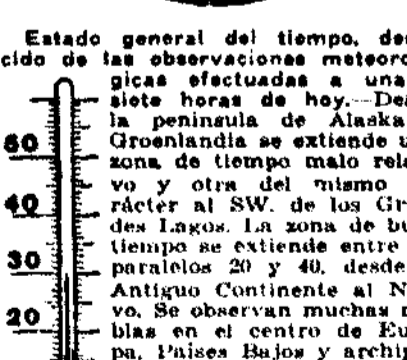 Estado general del tiempo, de
cido de las observaciones meteoro
gicas efectuadas a una
siete horas de hoy.—De
la península de Alaska
Groenlandia se extiende u
zona de tiempo malo rela
vo y otra del mismo
rácter al SW. de los Gr
des Lagos. La zona de bu
tiempo se extiende entre
paralelos 20 y 40, desde
Antiguo Continente al N
vo. Se observan muchas n
blas en el centro de Eu
pa, Países Bajos y archi
50
40
30
20